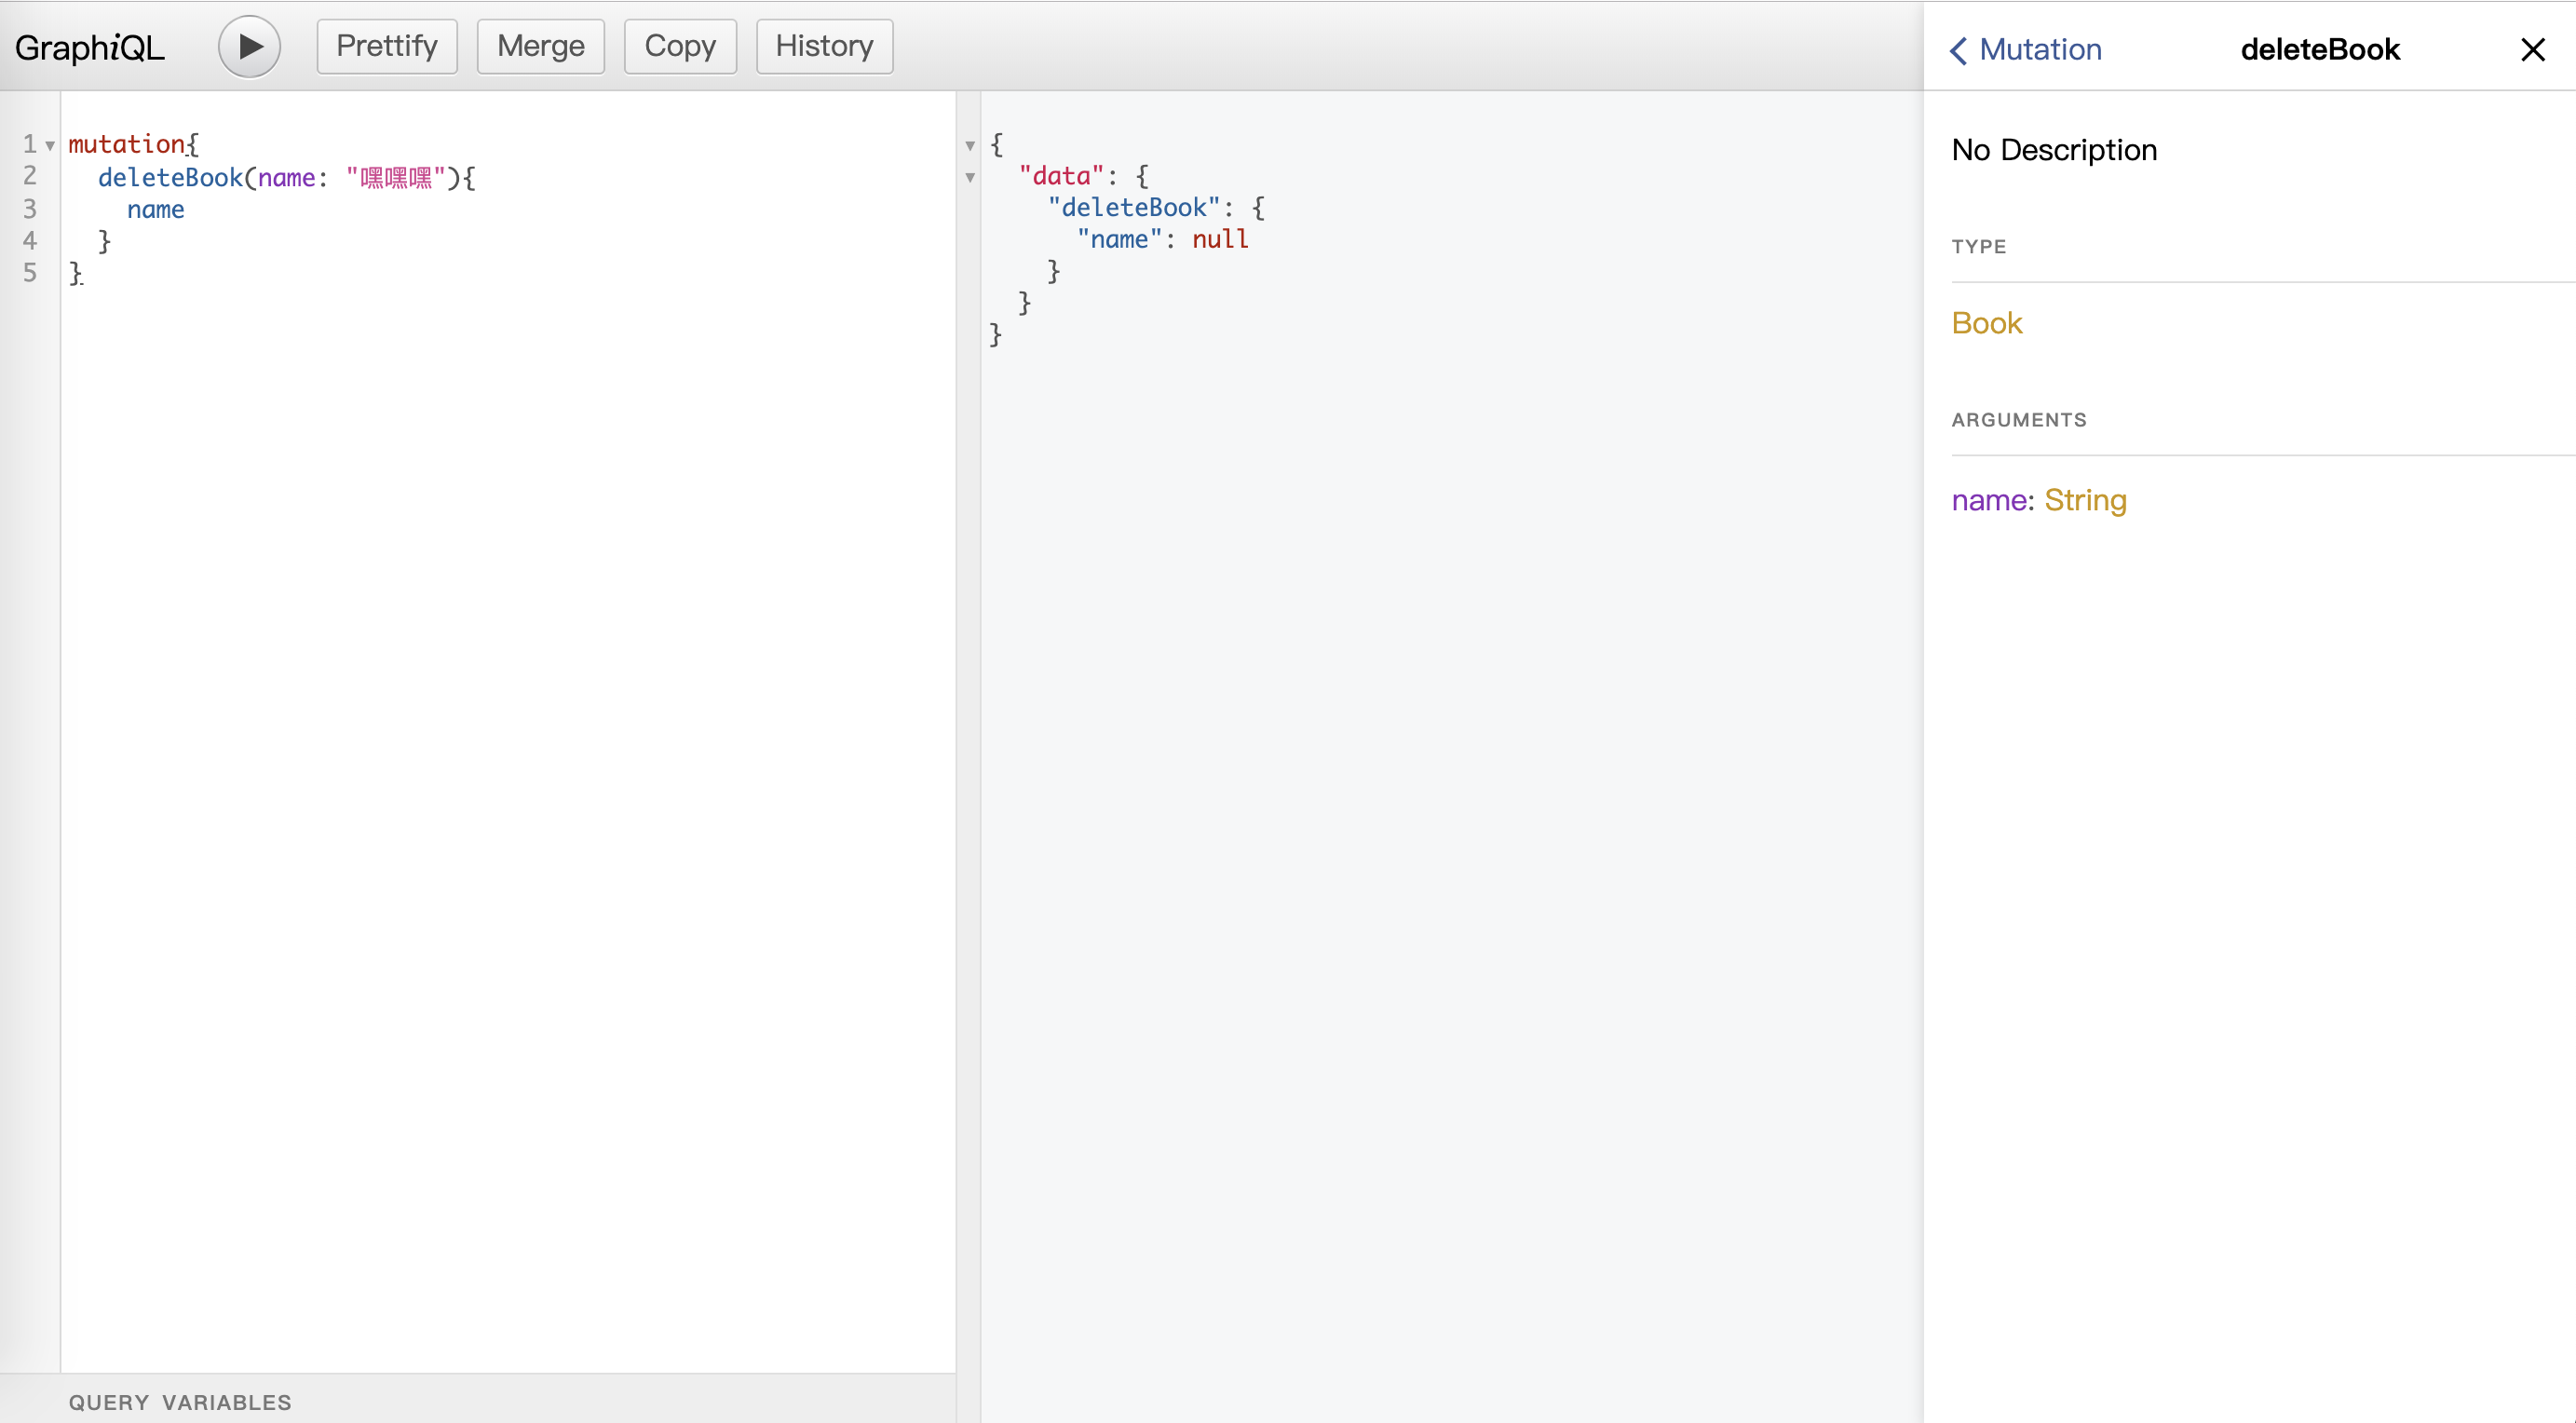 GraphiQL Prettify Merge Copy History
1 mutation{
2   deleteBook(name: "嘿嘿嘿"){
3     name
4   }
5 }
QUERY VARIABLES
{
  "data": {
    "deleteBook": {
      "name": null
    }
  }
}
Mutation deleteBook
No Description
TYPE
Book
ARGUMENTS
name: String